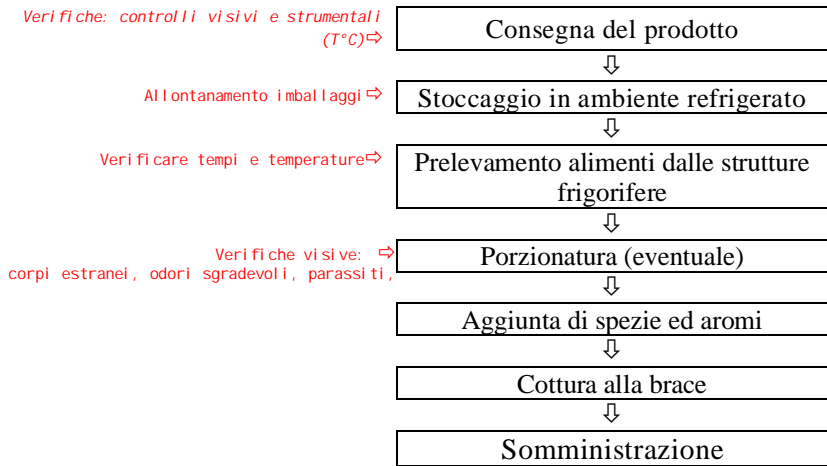 Verifiche: controlli visivi e strumentali
(T°C)⇨
Consegna del prodotto
⇩
Allontanamento imballaggi ⇨
Stoccaggio in ambiente refrigerato
⇩
Verificare tempi e temperature⇨
Prelevamento alimenti dalle strutture
frigorifere
⇩
Verifiche visive: ⇨
corpi estranei, odori sgradevoli, parassiti,
Porzionatura (eventuale)
⇩
Aggiunta di spezie ed aromi
⇩
Cottura alla brace
⇩
Somministrazione